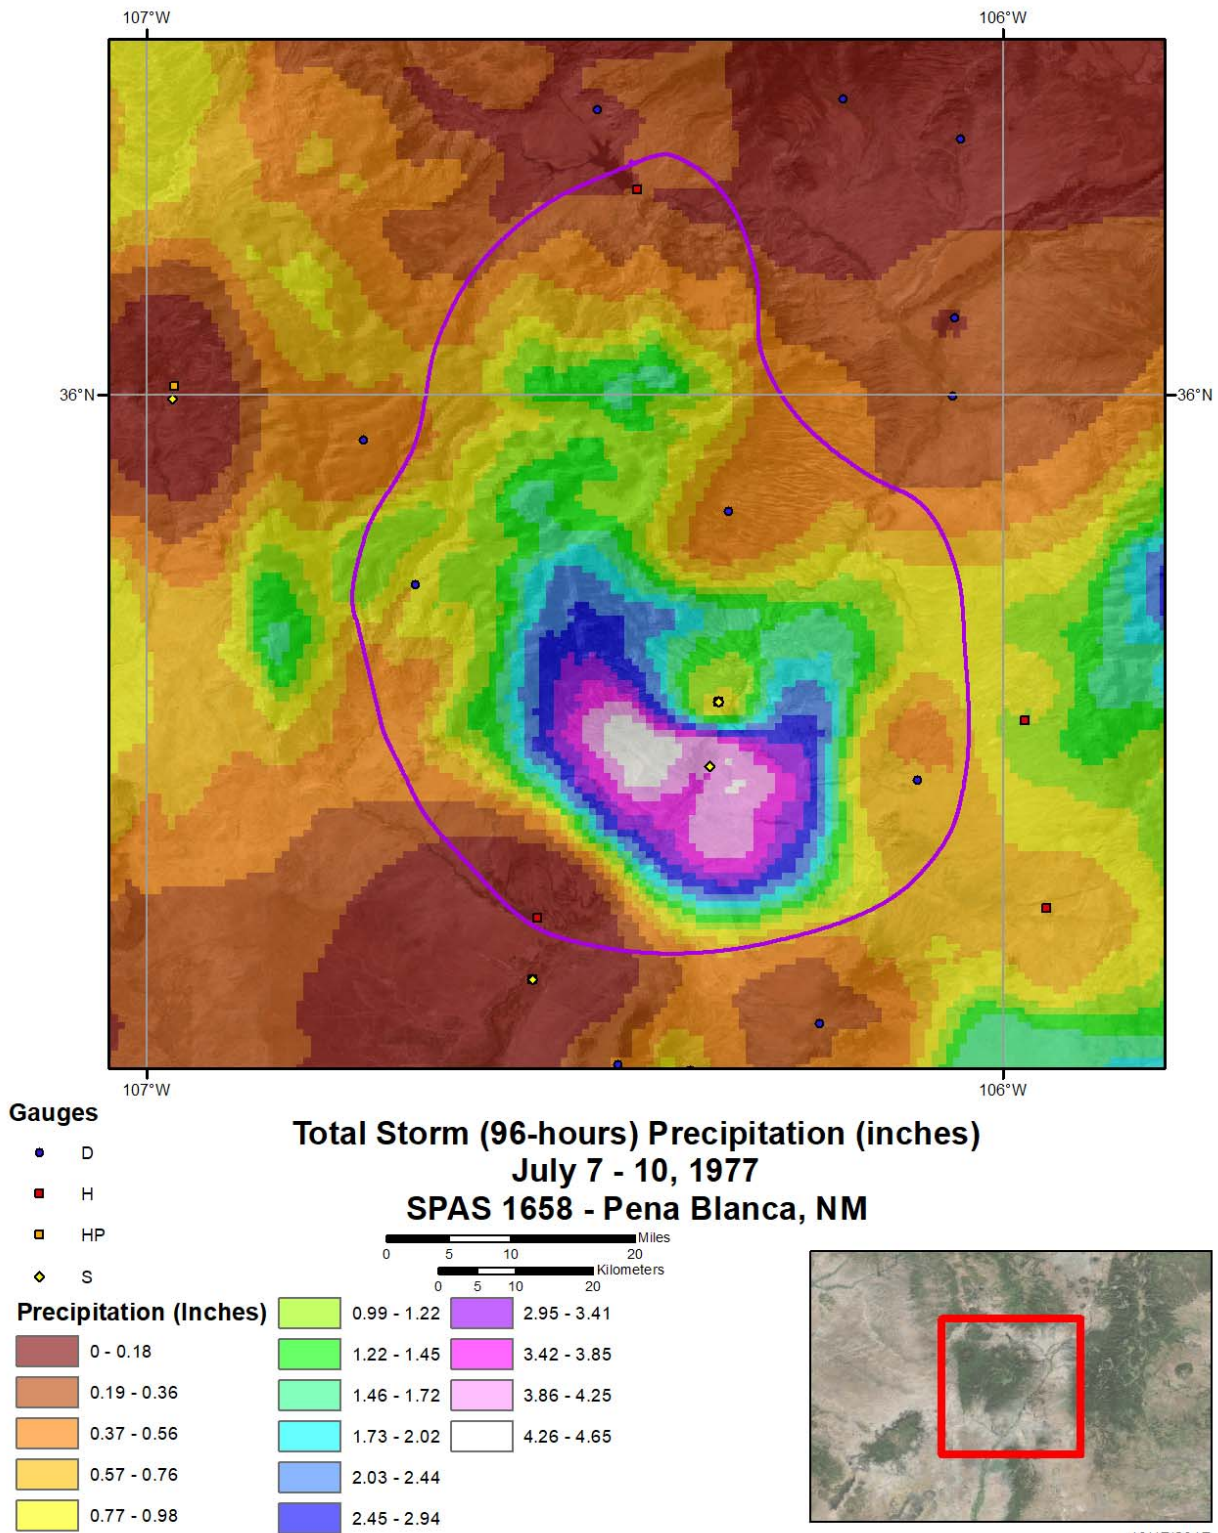 107°W 106°W
36°N 36°N
107°W 106°W
Gauges
D
H
HP
S
Total Storm (96-hours) Precipitation (inches)
July 7 - 10, 1977
SPAS 1658 - Pena Blanca, NM
Miles
0 5 10 20
Kilometers
0 5 10 20
Precipitation (Inches)
0 - 0.18
0.19 - 0.36
0.37 - 0.56
0.57 - 0.76
0.77 - 0.98
0.99 - 1.22
1.22 - 1.45
1.46 - 1.72
1.73 - 2.02
2.03 - 2.44
2.45 - 2.94
2.95 - 3.41
3.42 - 3.85
3.86 - 4.25
4.26 - 4.65